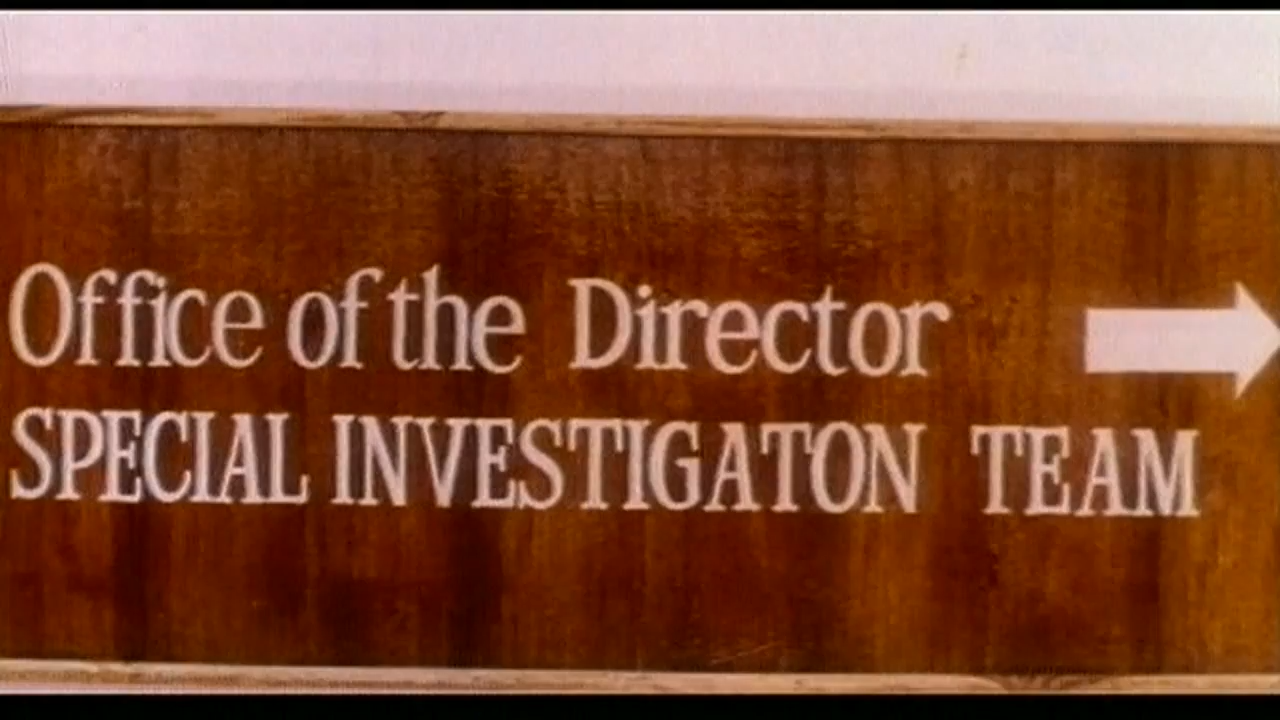 Office of the Director
SPECIAL INVESTIGATON TEAM